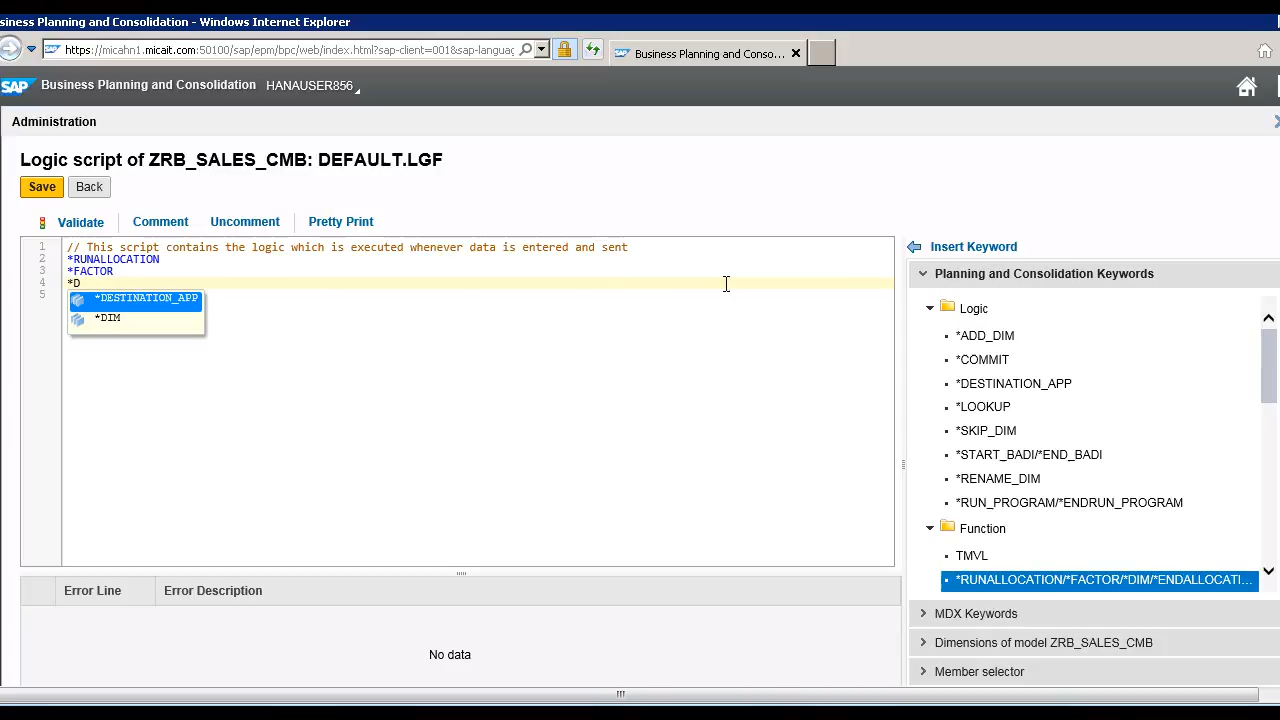 siness Planning and Consolidation - Windows Internet Explorer
https://micahn1.micait.com:50100/sap/epm/bpc/web/index.html?sap-client=001&sap-languag
Business Planning and Conso...
SAP Business Planning and Consolidation HANAUSER856
Administration
Logic script of ZRB_SALES_CMB: DEFAULT.LGF
Save Back
Validate Comment Uncomment Pretty Print
1 // This script contains the logic which is executed whenever data is entered and sent
2 *RUNALLOCATION
3 *FACTOR
4 *D
5
*DESTINATION_APP
*DIM
Insert Keyword
Planning and Consolidation Keywords
Logic
*ADD_DIM
*COMMIT
*DESTINATION_APP
*LOOKUP
*SKIP_DIM
*START_BADI/*END_BADI
*RENAME_DIM
*RUN_PROGRAM/*ENDRUN_PROGRAM
Function
TMVL
*RUNALLOCATION/*FACTOR/*DIM/*ENDALLOCATI...
MDX Keywords
Dimensions of model ZRB_SALES_CMB
Member selector
Error Line Error Description
No data